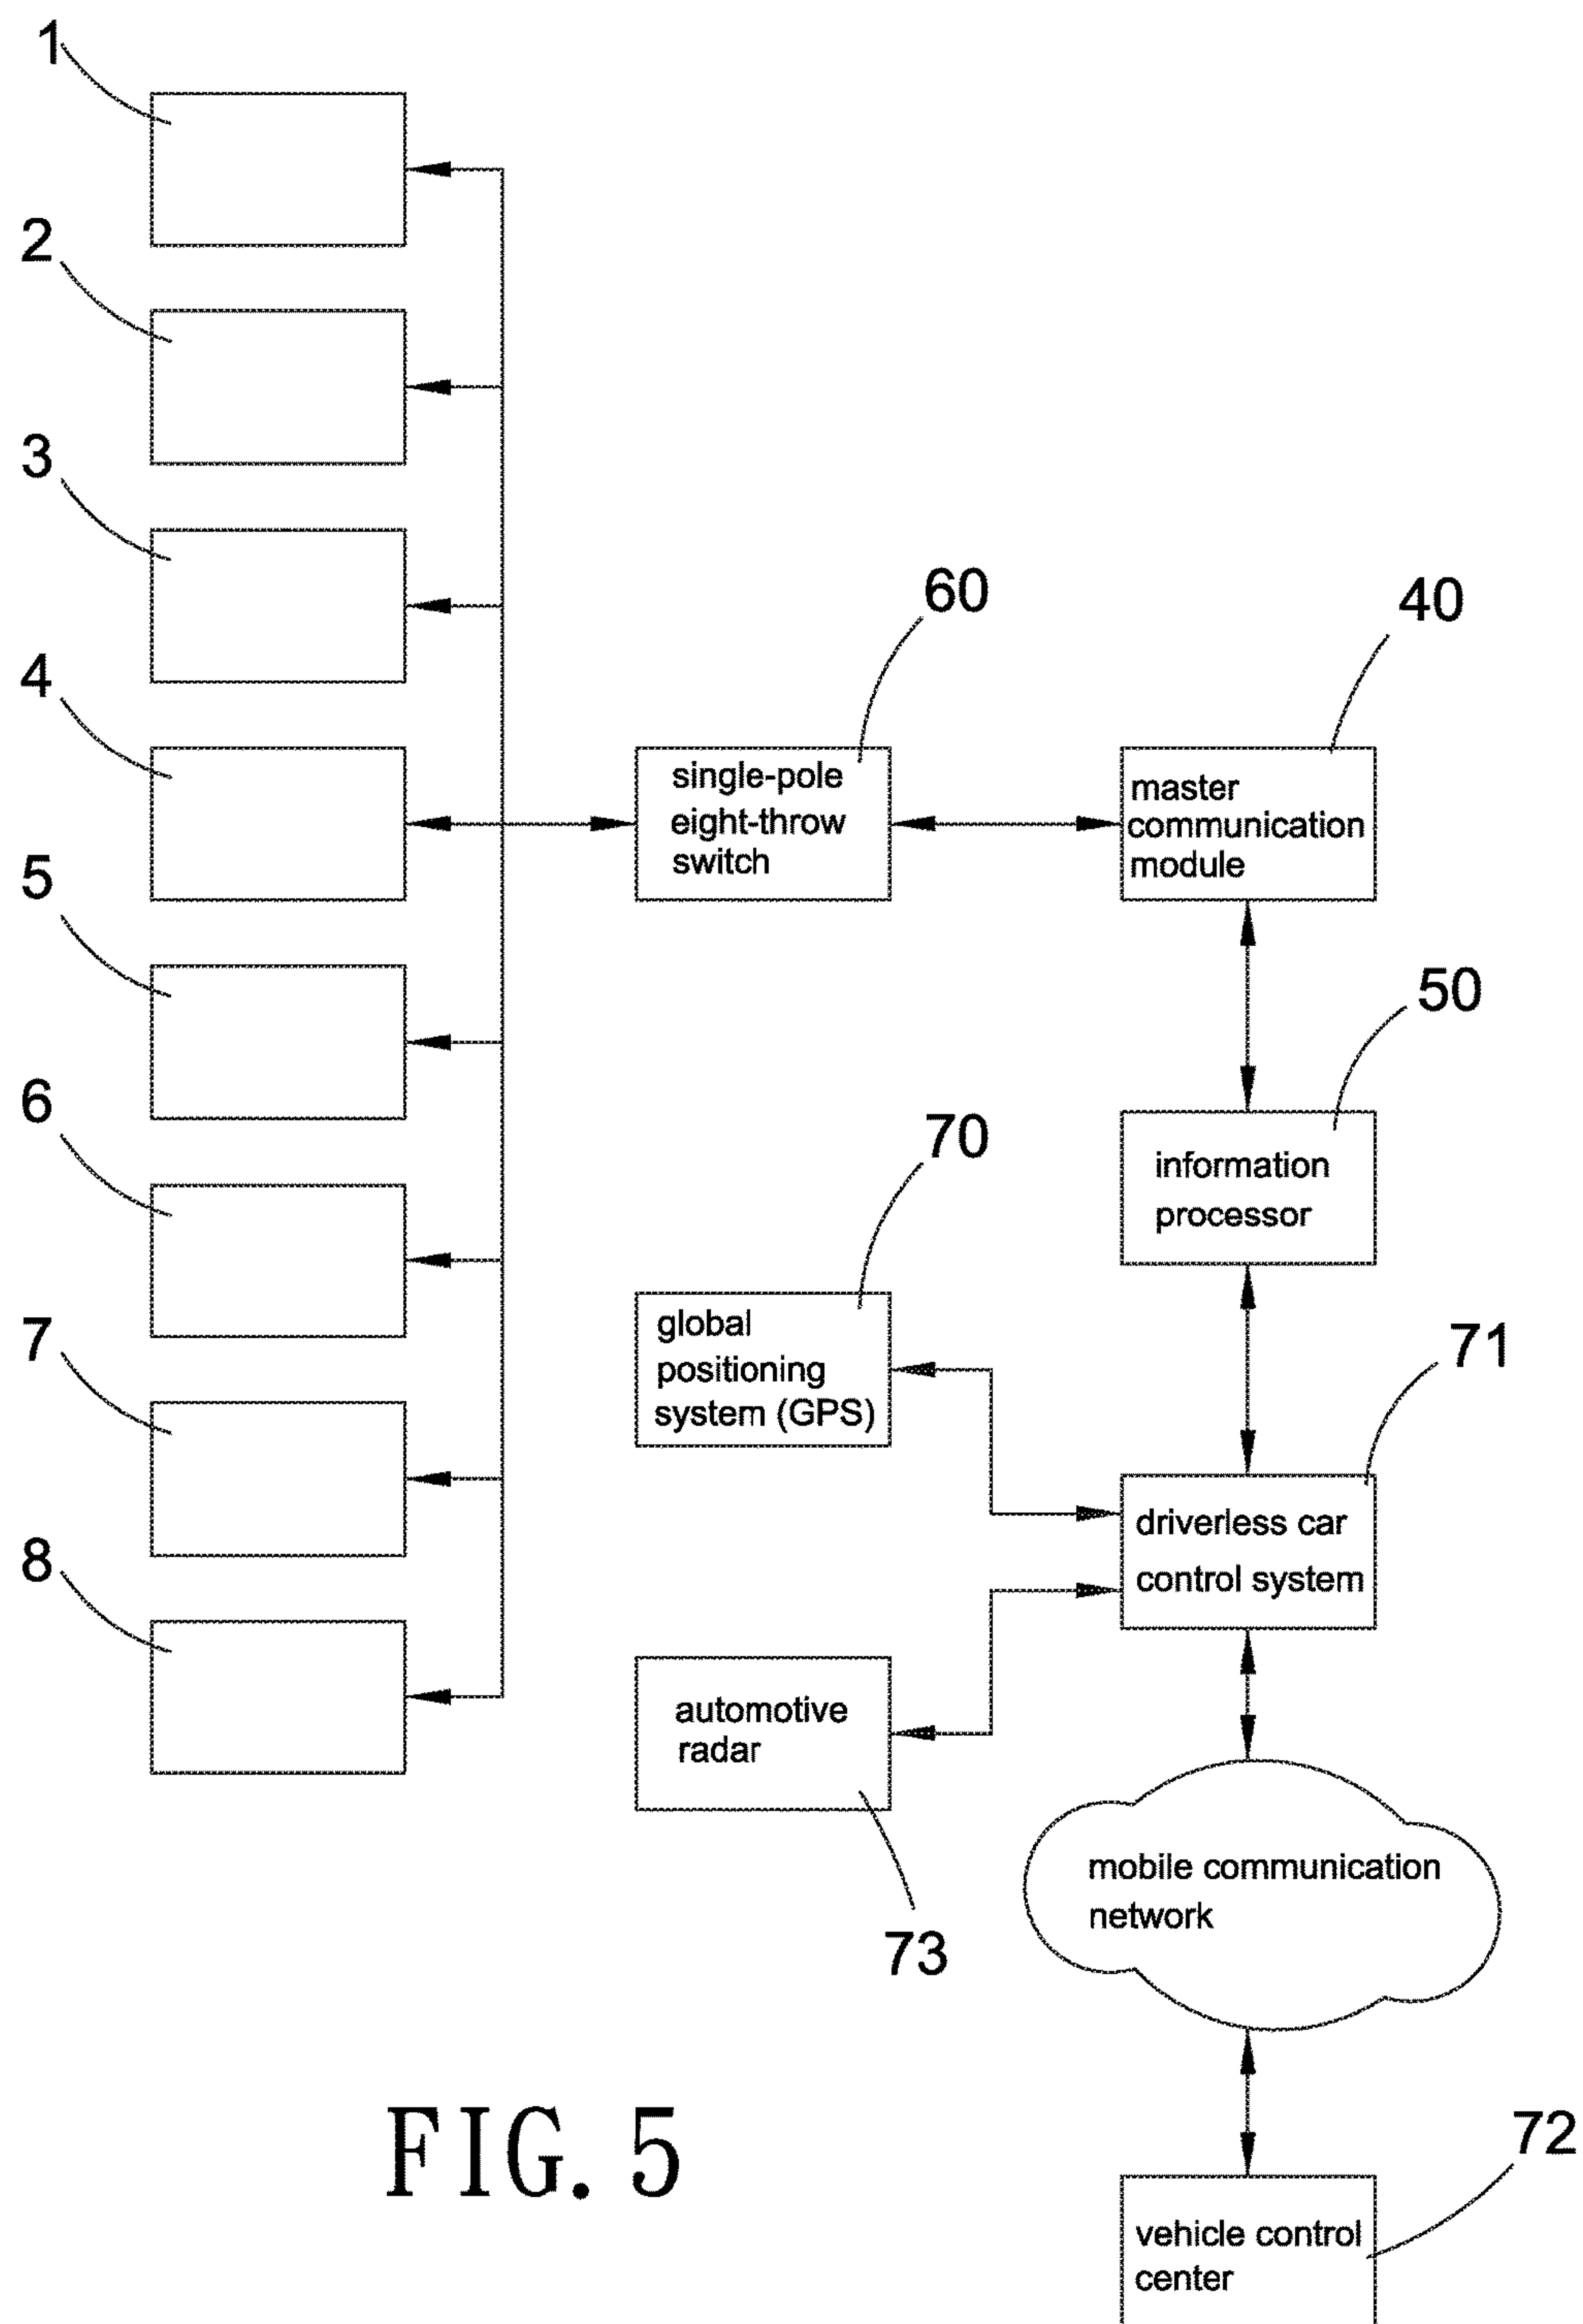 1
2
3
4
5
6
7
8
60
single-pole
eight-throw
switch
40
master
communication
module
50
information
processor
70
global
positioning
system (GPS)
71
driverless car
control system
automotive
radar
73
mobile communication
network
72
vehicle control
center
FIG. 5